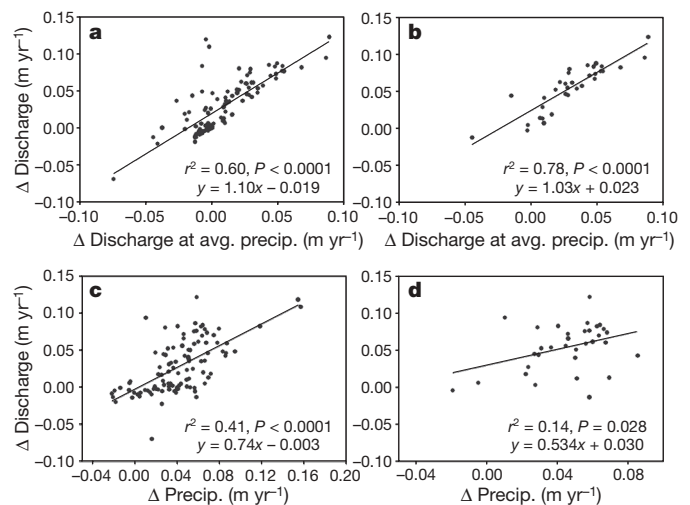 a
b
Δ Discharge (m yr⁻¹)
0.15
0.10
0.05
0.00
−0.05
−0.10
r² = 0.60, P < 0.0001
y = 1.10x − 0.019
−0.10 −0.05 0.00 0.05 0.10
Δ Discharge at avg. precip. (m yr⁻¹)
0.15
0.10
0.05
0.00
−0.05
−0.10
r² = 0.78, P < 0.0001
y = 1.03x + 0.023
−0.10 −0.05 0.00 0.05 0.10
Δ Discharge at avg. precip. (m yr⁻¹)
c
d
Δ Discharge (m yr⁻¹)
0.15
0.10
0.05
0.00
−0.05
−0.10
r² = 0.41, P < 0.0001
y = 0.74x − 0.003
−0.04 0.04 0.08 0.12 0.16 0.20
Δ Precip. (m yr⁻¹)
0.15
0.10
0.05
0.00
−0.05
−0.10
r² = 0.14, P = 0.028
y = 0.534x + 0.030
−0.04 0.00 0.04 0.08
Δ Precip. (m yr⁻¹)